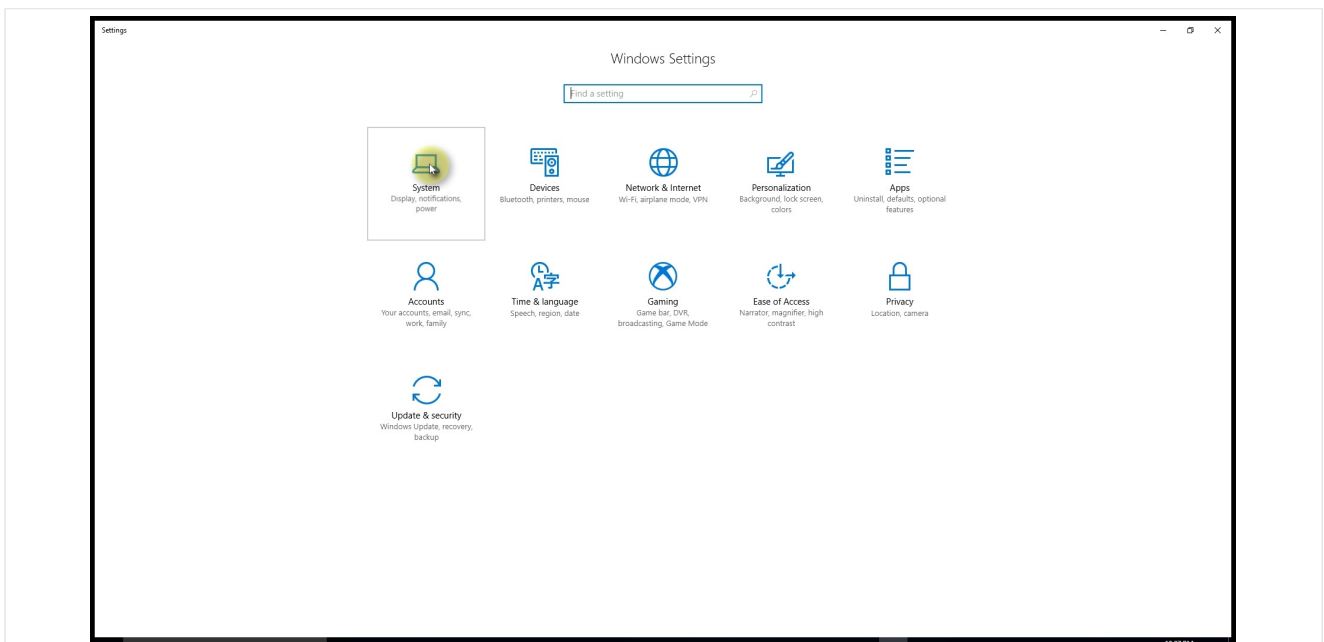 Settings
Windows Settings
Find a setting
System
Display, notifications,
power
Devices
Bluetooth, printers, mouse
Network & Internet
Wi-Fi, airplane mode, VPN
Personalization
Background, lock screen,
colors
Apps
Uninstall, defaults, optional
features
Accounts
Your accounts, email, sync,
work, family
Time & language
Speech, region, date
Gaming
Game bar, DVR,
broadcasting, Game Mode
Ease of Access
Narrator, magnifier, high
contrast
Privacy
Location, camera
Update & security
Windows Update, recovery,
backup